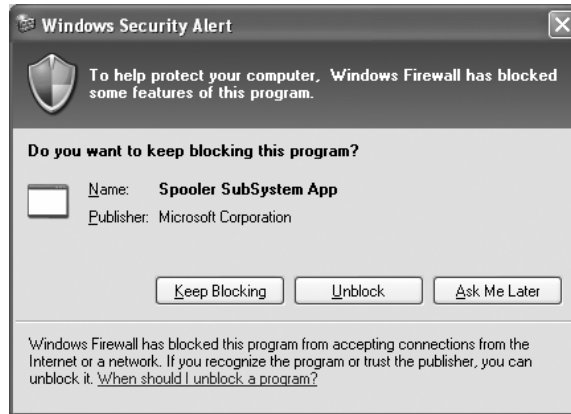 Windows Security Alert
To help protect your computer, Windows Firewall has blocked
some features of this program.
Do you want to keep blocking this program?
Name: Spooler SubSystem App
Publisher: Microsoft Corporation
Keep Blocking Unblock Ask Me Later
Windows Firewall has blocked this program from accepting connections from the
Internet or a network. If you recognize the program or trust the publisher, you can
unblock it. When should I unblock a program?